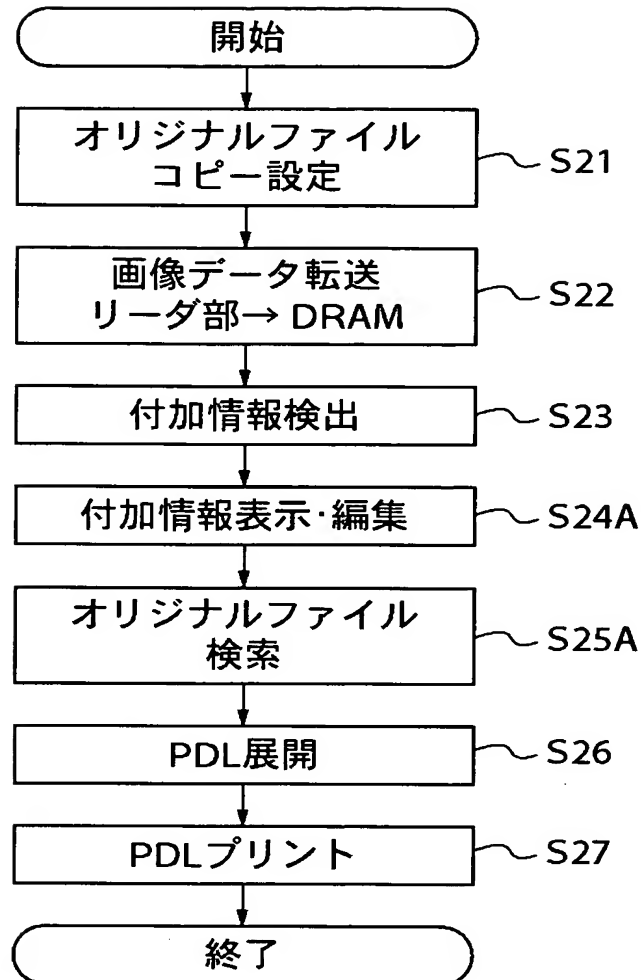 開始
オリジナルファイル
コピー設定
S21
画像データ転送
リーダ部→ DRAM
S22
付加情報検出
S23
付加情報表示·編集
S24A
オリジナルファイル
検索
S25A
PDL展開
S26
PDLプリント
S27
終了